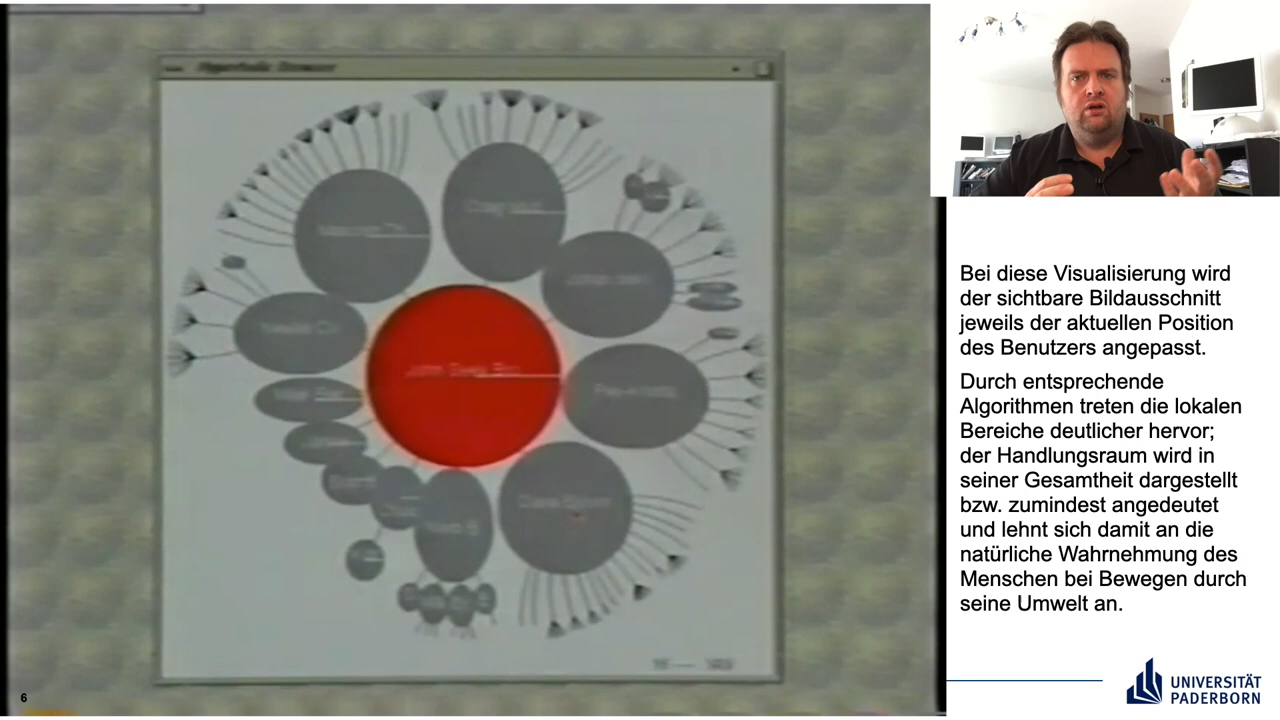 Hyperbolic Browser
Bei diese Visualisierung wird
der sichtbare Bildausschnitt
jeweils der aktuellen Position
des Benutzers angepasst.
Durch entsprechende
Algorithmen treten die lokalen
Bereiche deutlicher hervor;
der Handlungsraum wird in
seiner Gesamtheit dargestellt
bzw. zumindest angedeutet
und lehnt sich damit an die
natürliche Wahrnehmung des
Menschen bei Bewegen durch
seine Umwelt an.
6
UNIVERSITÄT
PADERBORN